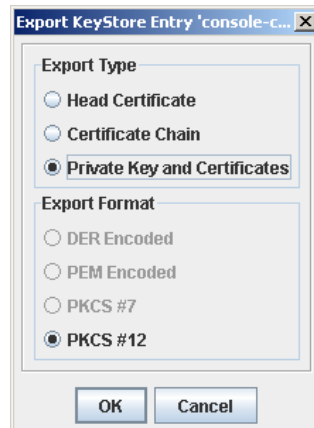 Export KeyStore Entry 'console-c...
Export Type
Head Certificate
Certificate Chain
Private Key and Certificates
Export Format
DER Encoded
PEM Encoded
PKCS #7
PKCS #12
OK Cancel